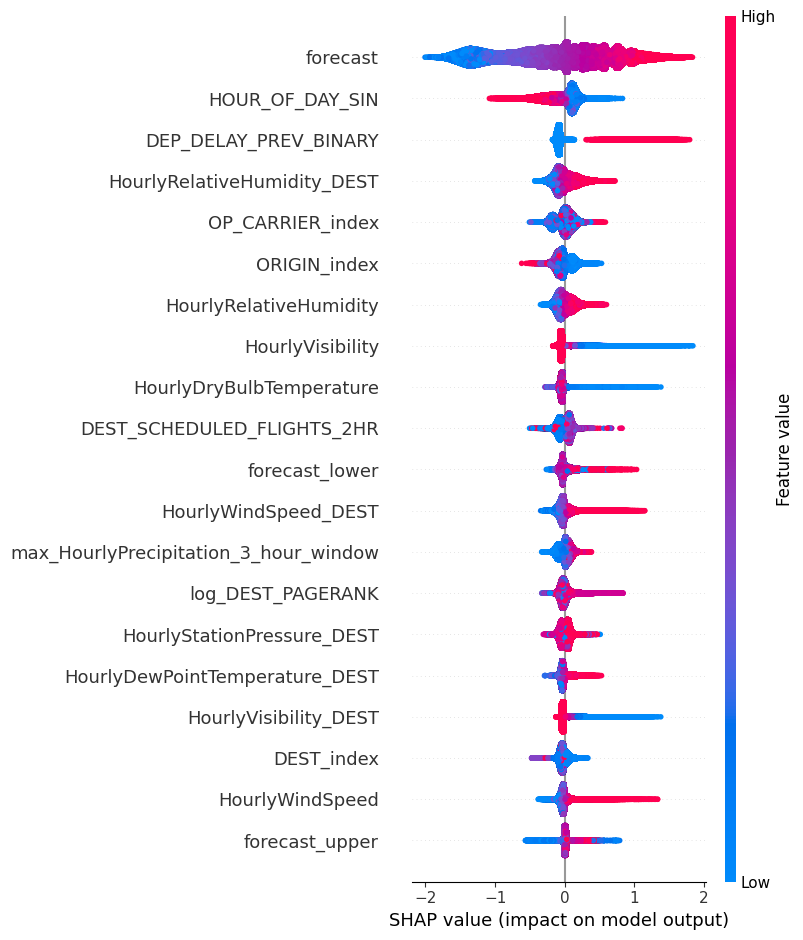 High
forecast
HOUR_OF_DAY_SIN
DEP_DELAY_PREV_BINARY
HourlyRelativeHumidity_DEST
OP_CARRIER_index
ORIGIN_index
HourlyRelativeHumidity
HourlyVisibility
HourlyDryBulbTemperature
DEST_SCHEDULED_FLIGHTS_2HR
forecast_lower
HourlyWindSpeed_DEST
max_HourlyPrecipitation_3_hour_window
log_DEST_PAGERANK
HourlyStationPressure_DEST
HourlyDewPointTemperature_DEST
HourlyVisibility_DEST
DEST_index
HourlyWindSpeed
forecast_upper
Feature value
Low
−2 −1 0 1 2
SHAP value (impact on model output)